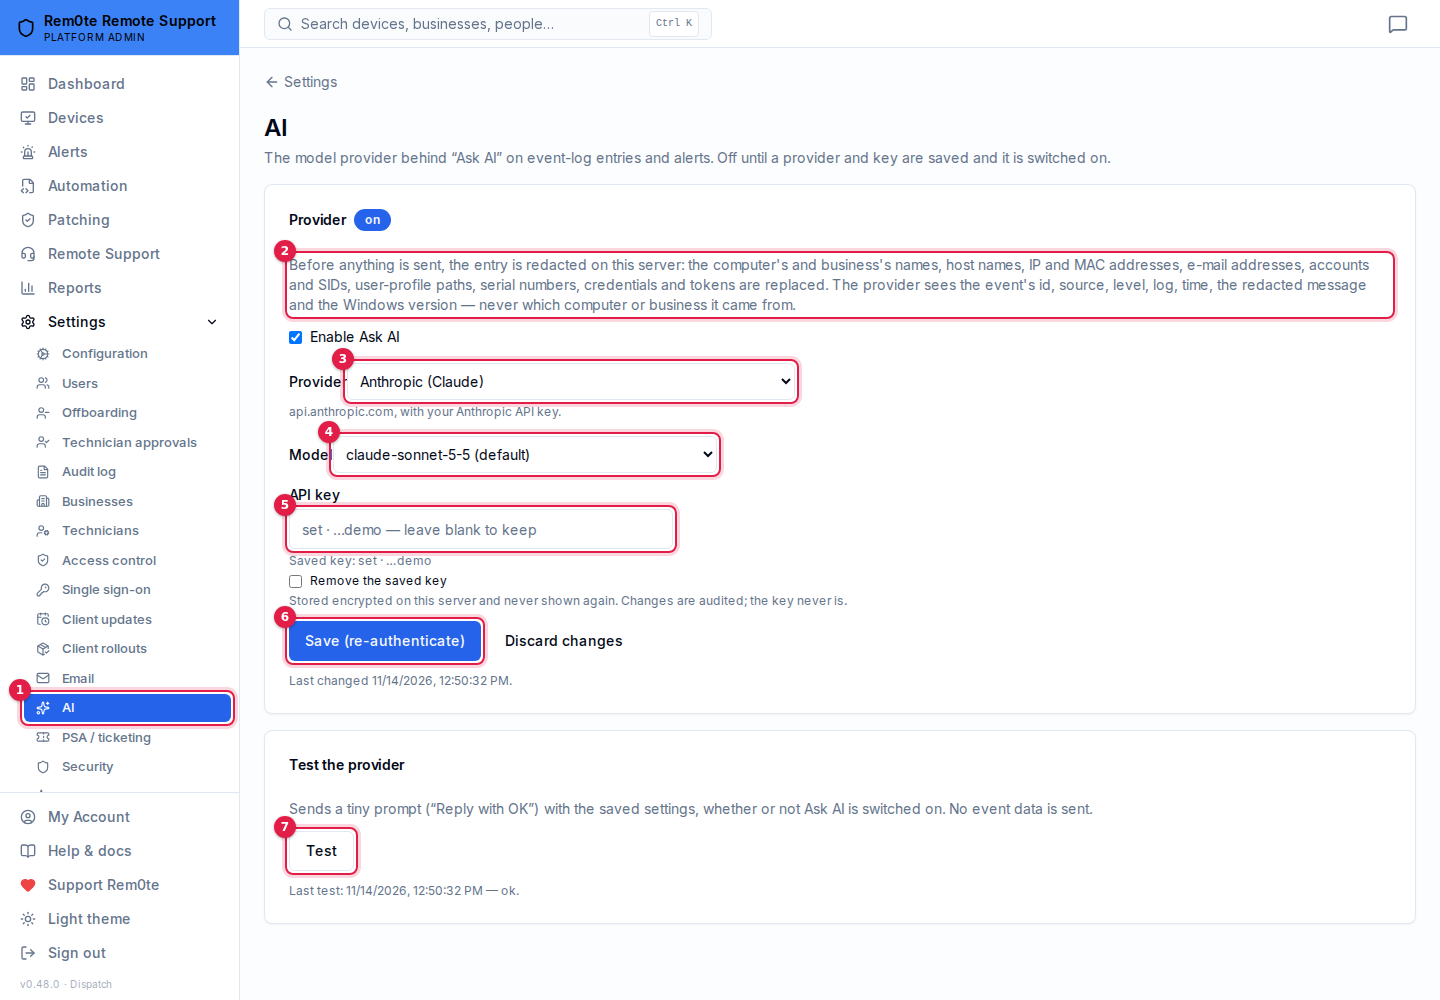 Rem0te Remote Support
PLATFORM ADMIN
Search devices, businesses, people…
Ctrl K
Dashboard
Devices
Alerts
Automation
Patching
Remote Support
Reports
Settings
Configuration
Users
Offboarding
Technician approvals
Audit log
Businesses
Technicians
Access control
Single sign-on
Client updates
Client rollouts
Email
1
AI
PSA / ticketing
Security
My Account
Help & docs
Support Rem0te
Light theme
Sign out
v0.48.0 · Dispatch
Settings
AI
The model provider behind “Ask AI” on event-log entries and alerts. Off until a provider and key are saved and it is switched on.
Provider on
2
Before anything is sent, the entry is redacted on this server: the computer's and business's names, host names, IP and MAC addresses, e-mail addresses, accounts
and SIDs, user-profile paths, serial numbers, credentials and tokens are replaced. The provider sees the event's id, source, level, log, time, the redacted message
and the Windows version — never which computer or business it came from.
Enable Ask AI
3
Provider Anthropic (Claude)
api.anthropic.com, with your Anthropic API key.
4
Model claude-sonnet-5-5 (default)
API key
5
set · …demo — leave blank to keep
Saved key: set · …demo
Remove the saved key
Stored encrypted on this server and never shown again. Changes are audited; the key never is.
6
Save (re-authenticate) Discard changes
Last changed 11/14/2026, 12:50:32 PM.
Test the provider
Sends a tiny prompt (“Reply with OK”) with the saved settings, whether or not Ask AI is switched on. No event data is sent.
7
Test
Last test: 11/14/2026, 12:50:32 PM — ok.